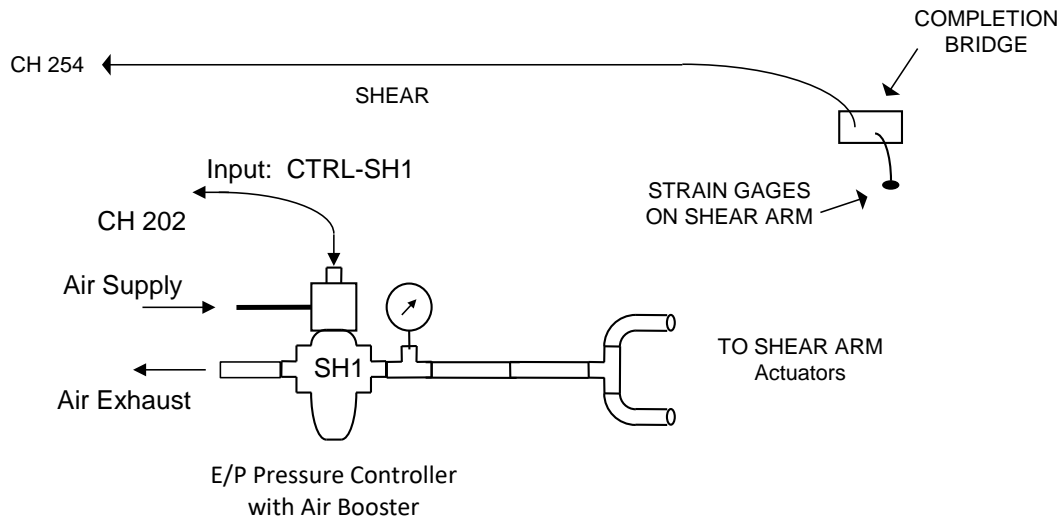 COMPLETION
BRIDGE
CH 254
SHEAR
Input:  CTRL-SH1
STRAIN GAGES
ON SHEAR ARM
CH 202
Air Supply
SH1
TO SHEAR ARM
Actuators
Air Exhaust
E/P Pressure Controller
with Air Booster